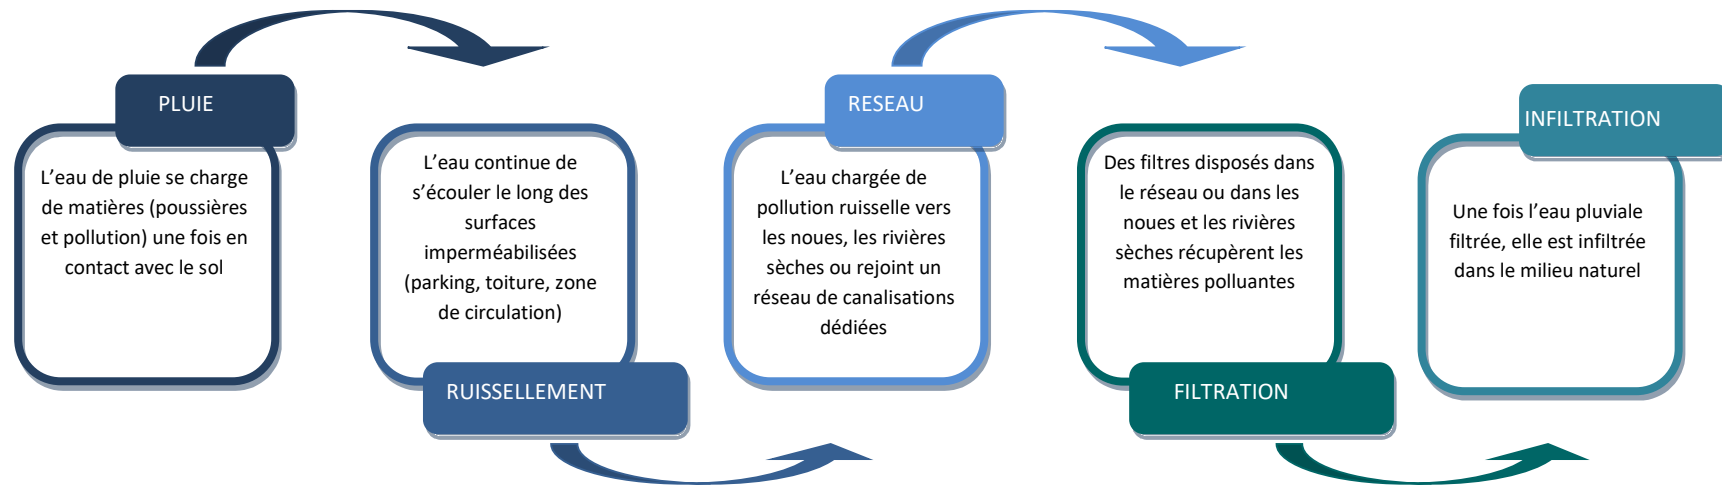 PLUIE
L’eau de pluie se charge
de matières (poussières
et pollution) une fois en
contact avec le sol
L’eau continue de
s’écouler le long des
surfaces
imperméabilisées
(parking, toiture, zone
de circulation)
RUISSELLEMENT
RESEAU
L’eau chargée de
pollution ruisselle vers
les noues, les rivières
sèches ou rejoint un
réseau de canalisations
dédiées
Des filtres disposés dans
le réseau ou dans les
noues et les rivières
sèches récupèrent les
matières polluantes
FILTRATION
INFILTRATION
Une fois l’eau pluviale
filtrée, elle est infiltrée
dans le milieu naturel